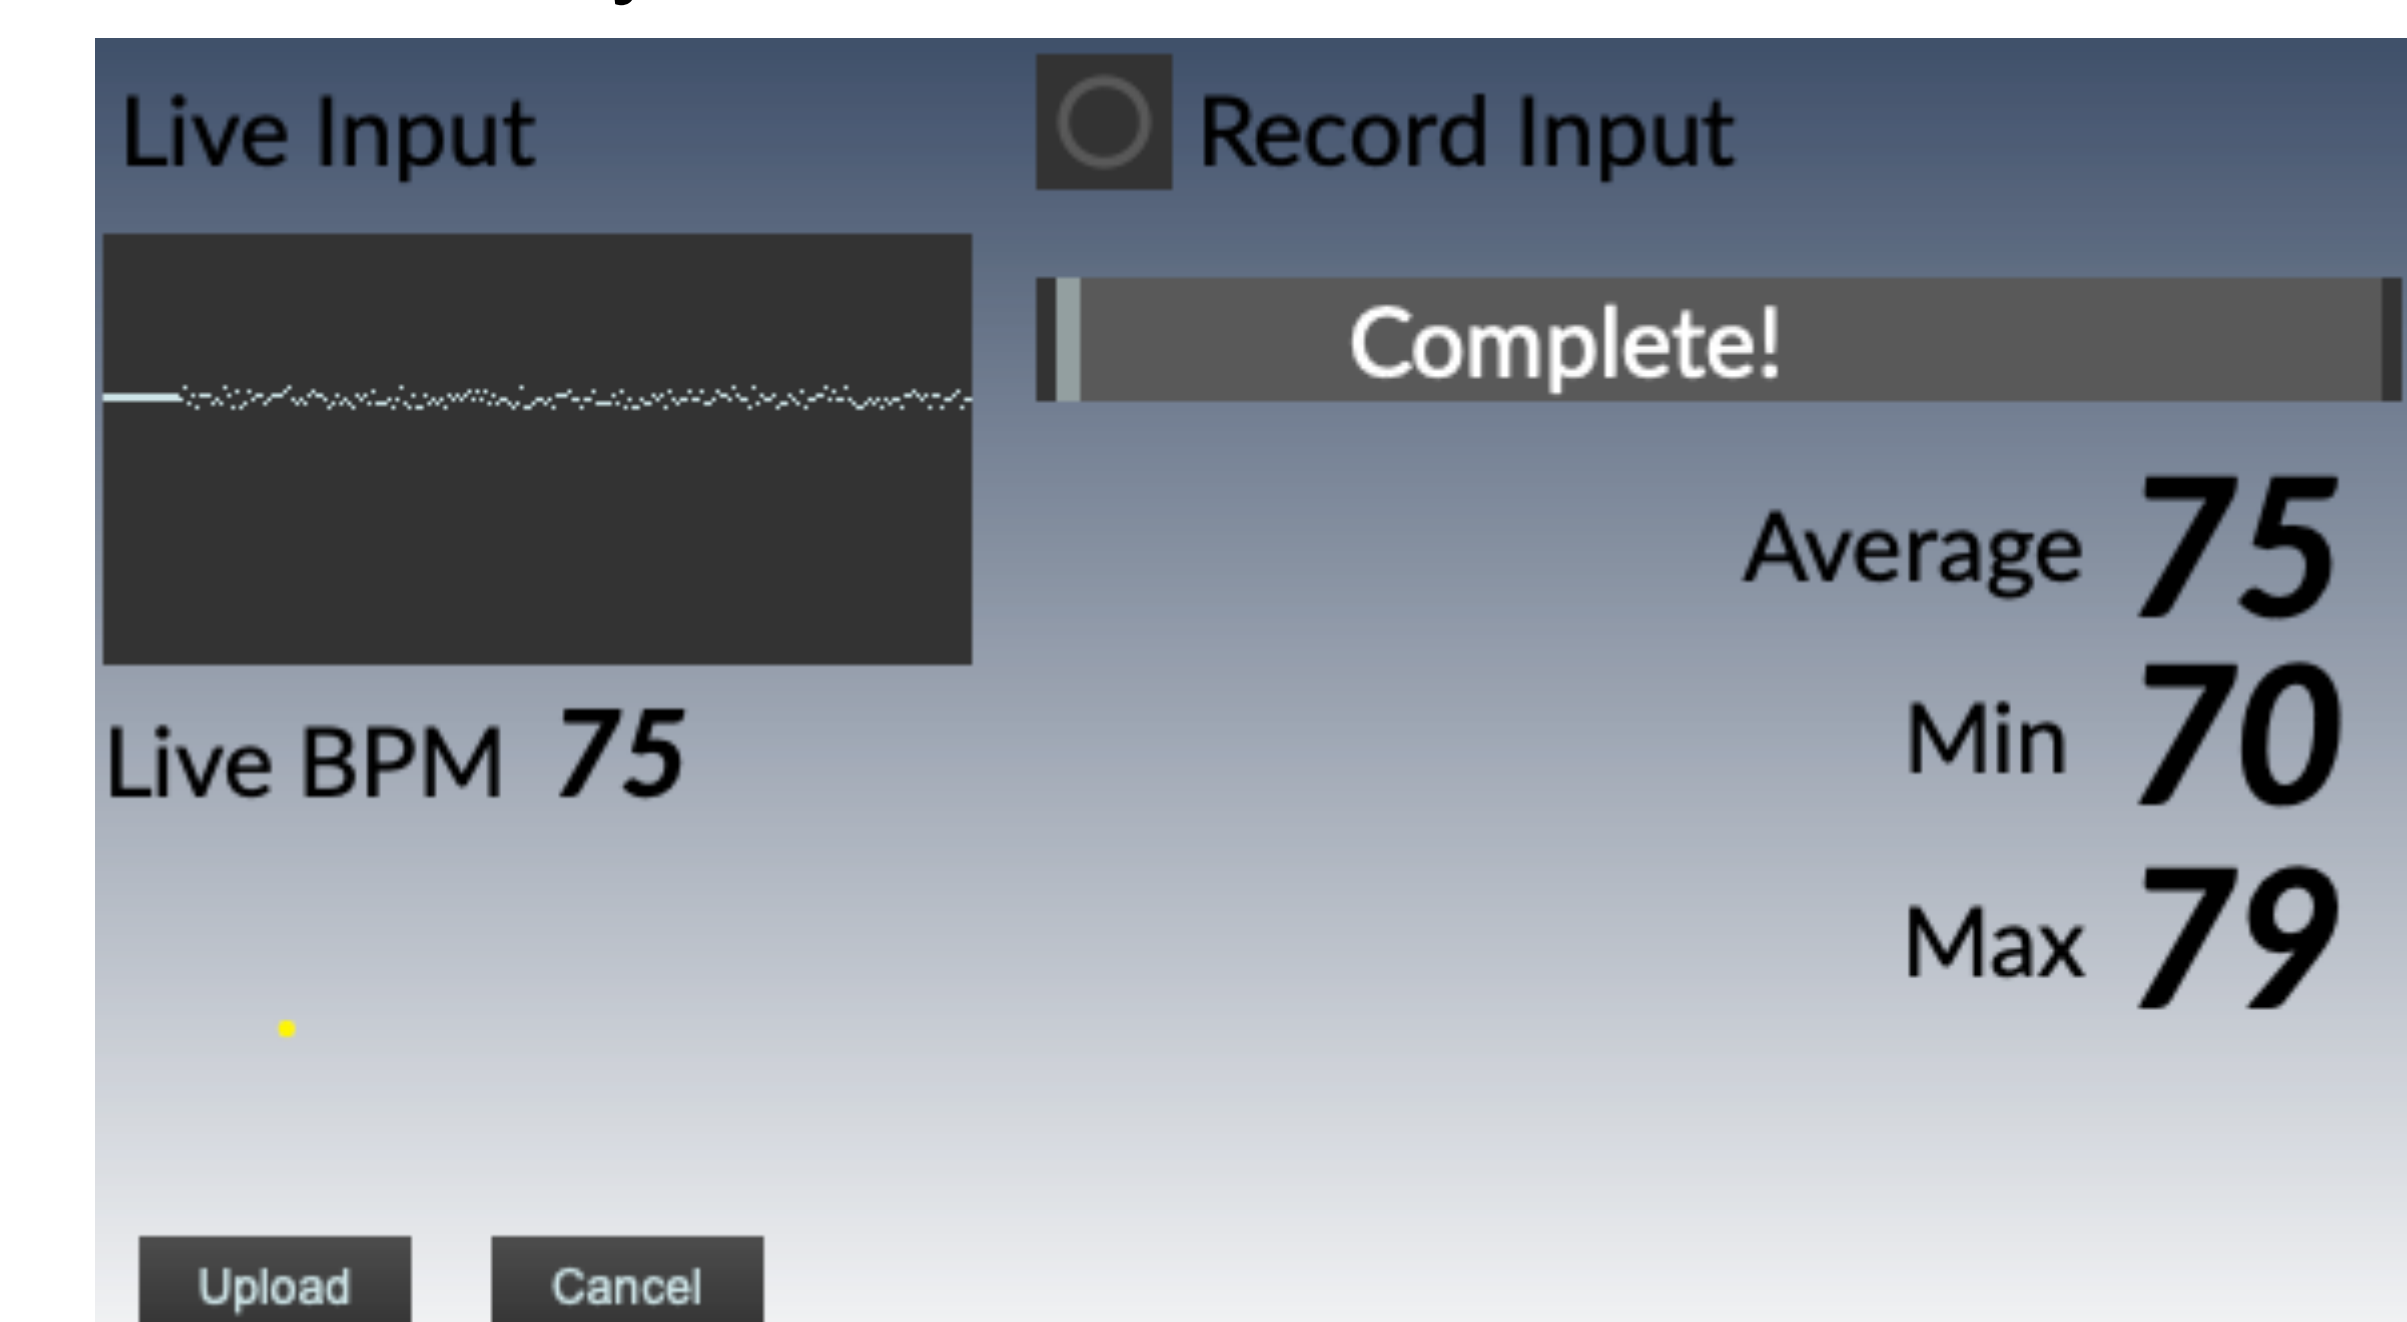 Live Input
Record Input
Complete!
Average 75
Min 70
Max 79
Live BPM 75
Upload
Cancel